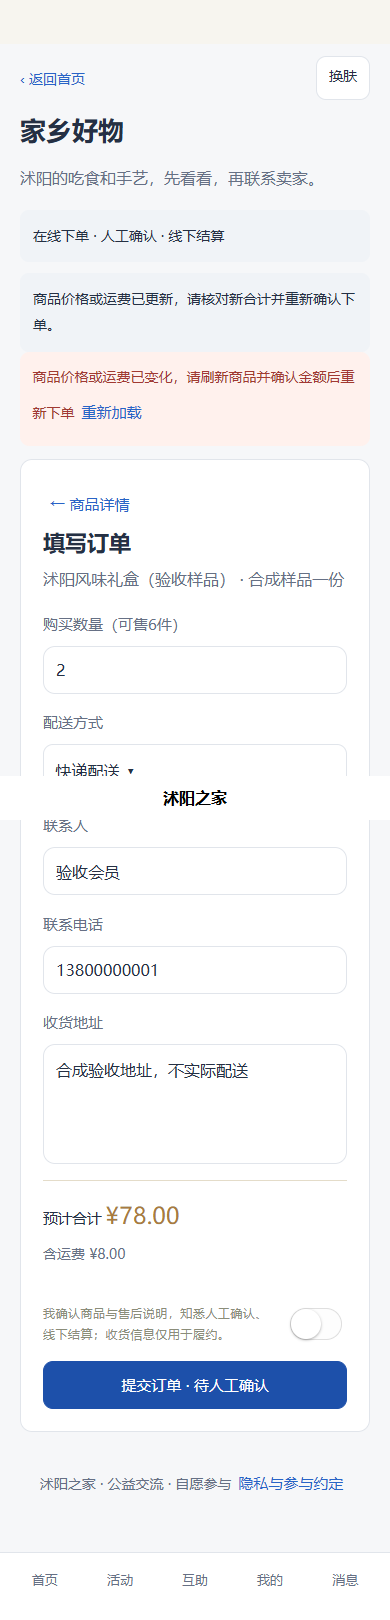 ‹ 返回首页
换肤
家乡好物
沭阳的吃食和手艺，先看看，再联系卖家。
在线下单 · 人工确认 · 线下结算
商品价格或运费已更新，请核对新合计并重新确认下
单。
商品价格或运费已变化，请刷新商品并确认金额后重
新下单 重新加载
← 商品详情
填写订单
沭阳风味礼盒（验收样品） · 合成样品一份
购买数量（可售6件）
2
配送方式
快递配送 ▾
沭阳之家
联系人
验收会员
联系电话
13800000001
收货地址
合成验收地址，不实际配送
预计合计 ¥78.00
含运费 ¥8.00
我确认商品与售后说明，知悉人工确认、
线下结算；收货信息仅用于履约。
提交订单 · 待人工确认
沭阳之家 · 公益交流 · 自愿参与 隐私与参与约定
首页 活动 互助 我的 消息